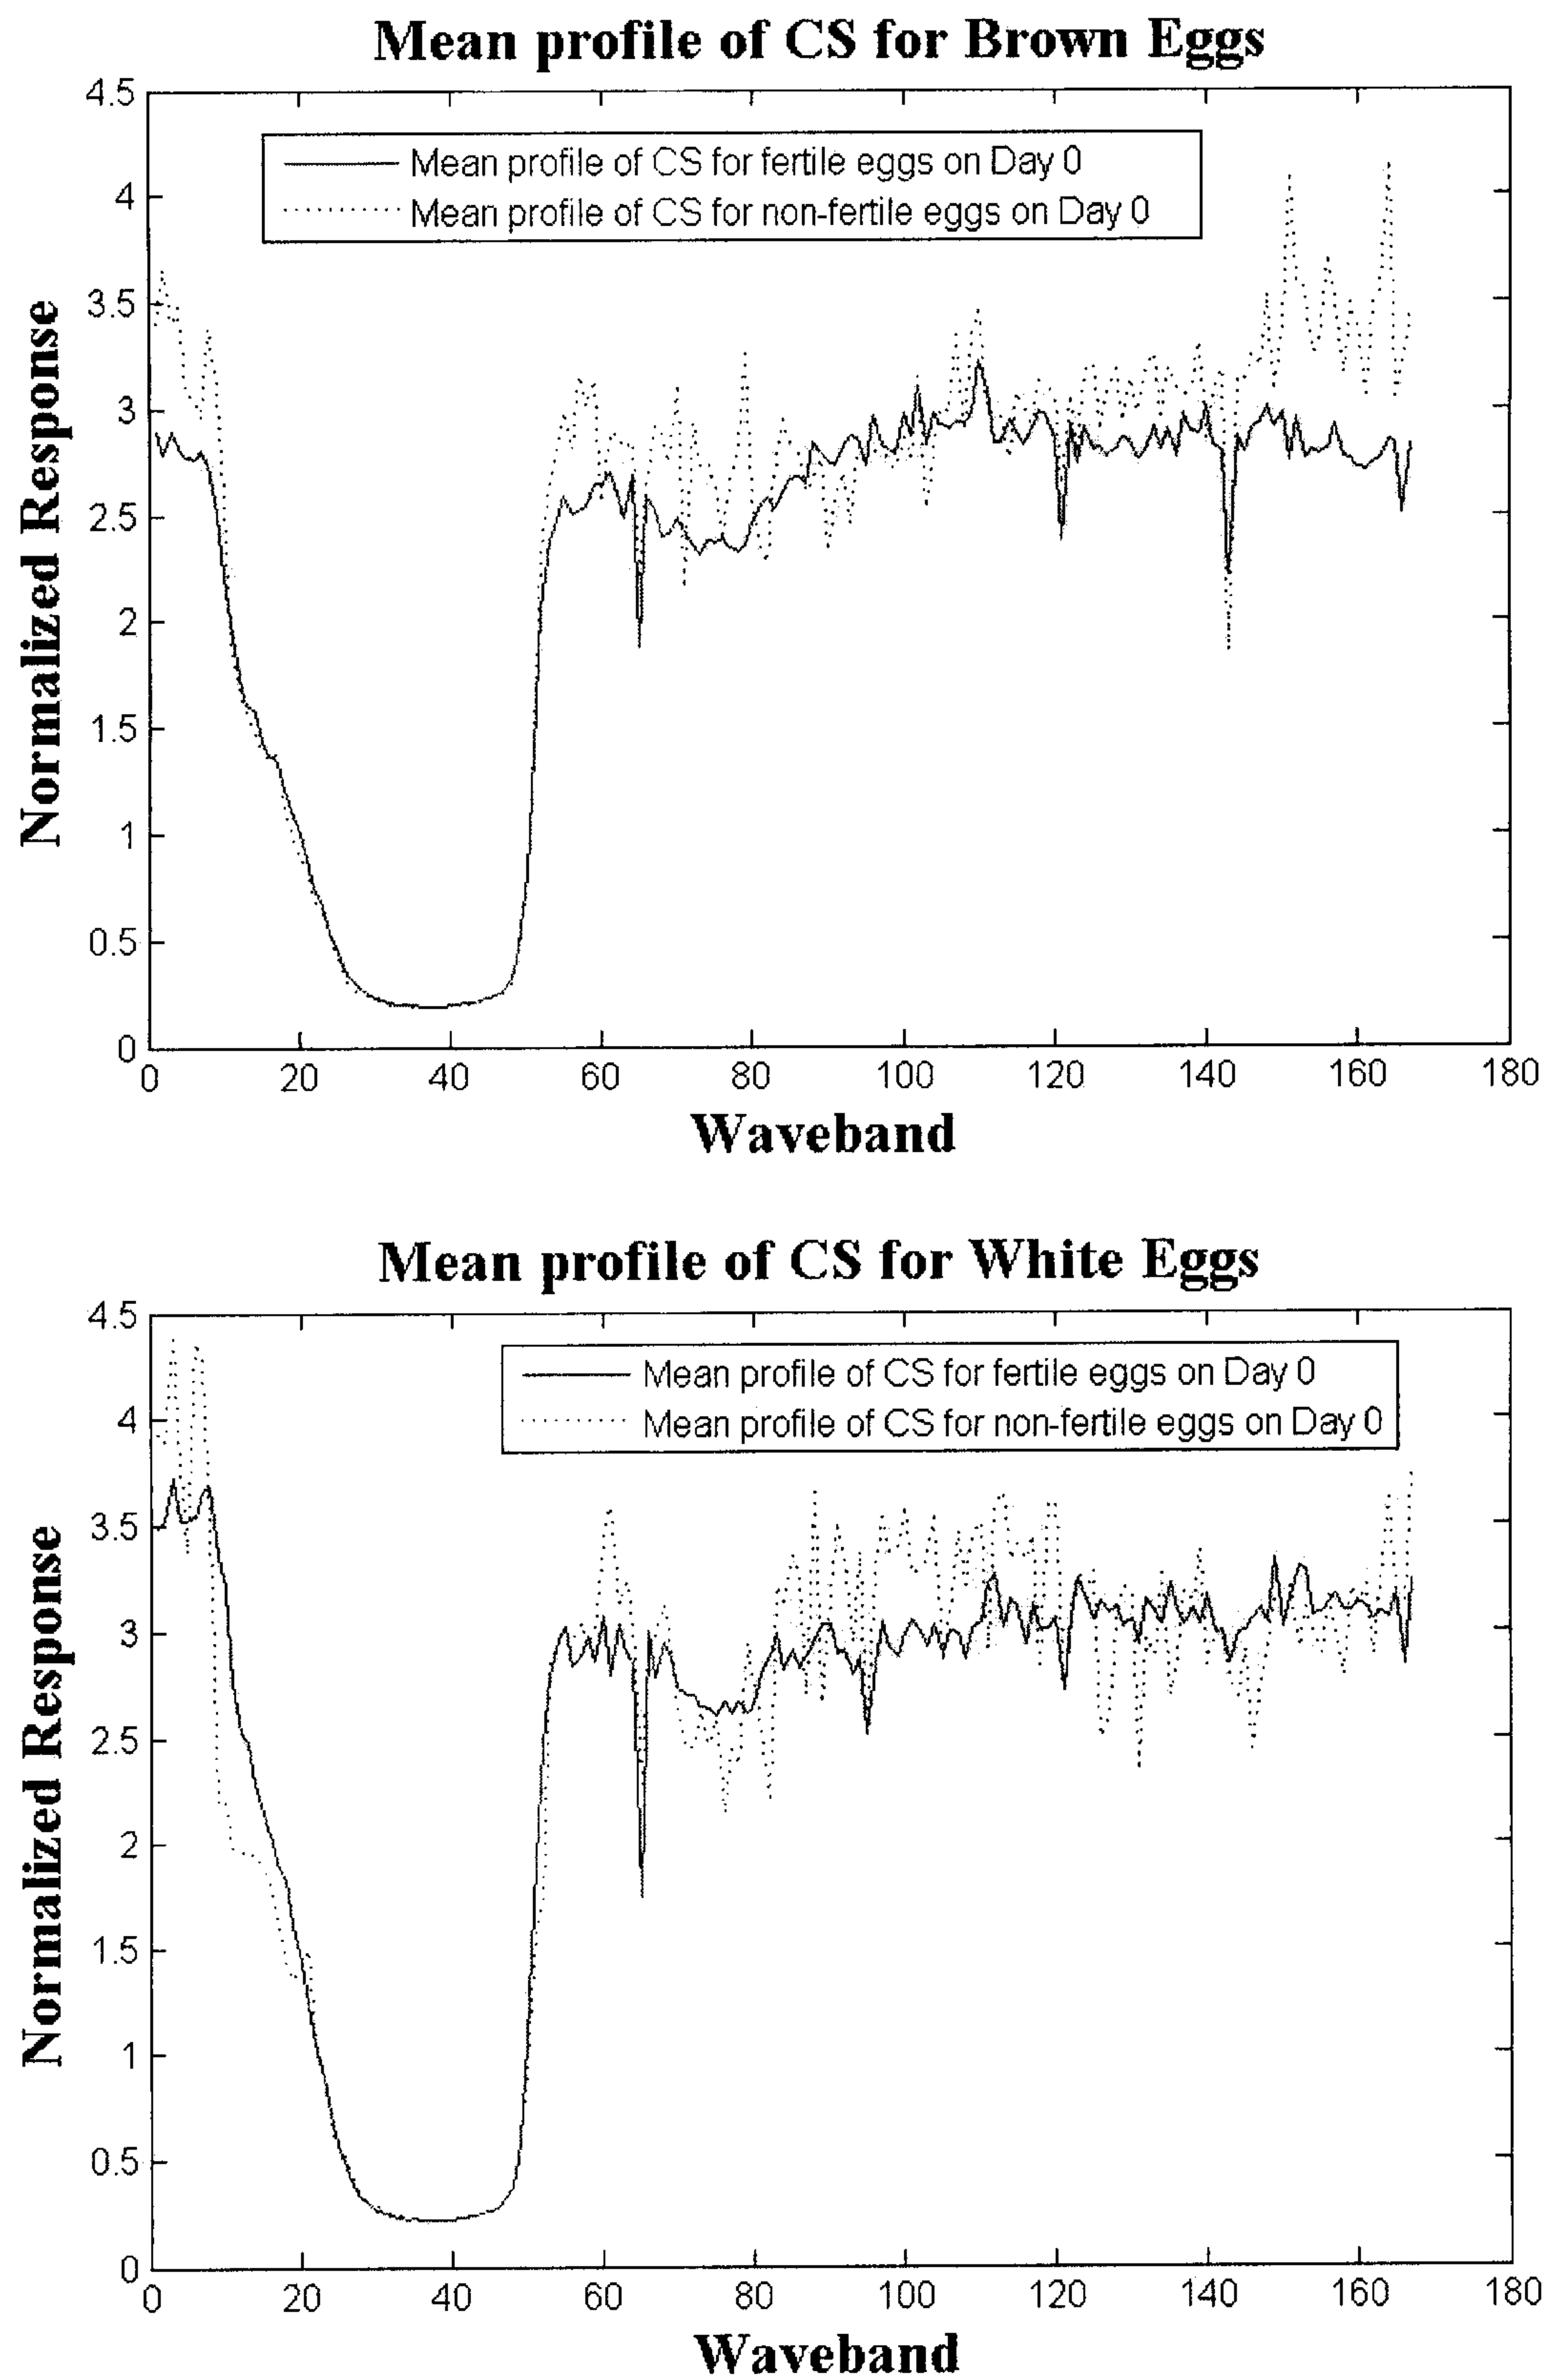 Mean profile of CS for Brown Eggs
4.5
Mean profile of CS for fertile eggs on Day 0
Mean profile of CS for non-fertile eggs on Day 0
4
3.5
3
2.5
2
1.5
1
0.5
0
Normalized Response
0 20 40 60 80 100 120 140 160 180
Waveband
Mean profile of CS for White Eggs
4.5
Mean profile of CS for fertile eggs on Day 0
Mean profile of CS for non-fertile eggs on Day 0
4
3.5
3
2.5
2
1.5
1
0.5
0
Normalized Response
0 20 40 60 80 100 120 140 160 180
Waveband